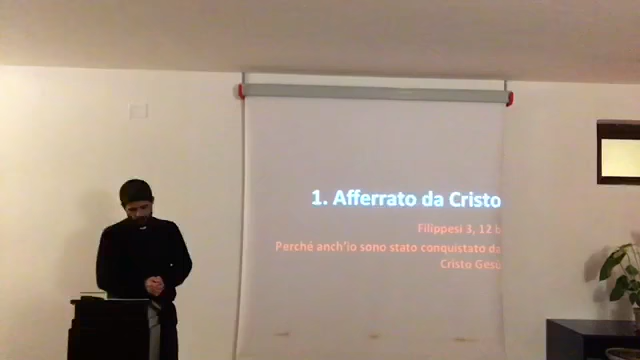 1. Afferrato da Cristo
Filippesi 3, 12 b
Perché anch'io sono stato conquistato da
Cristo Gesù